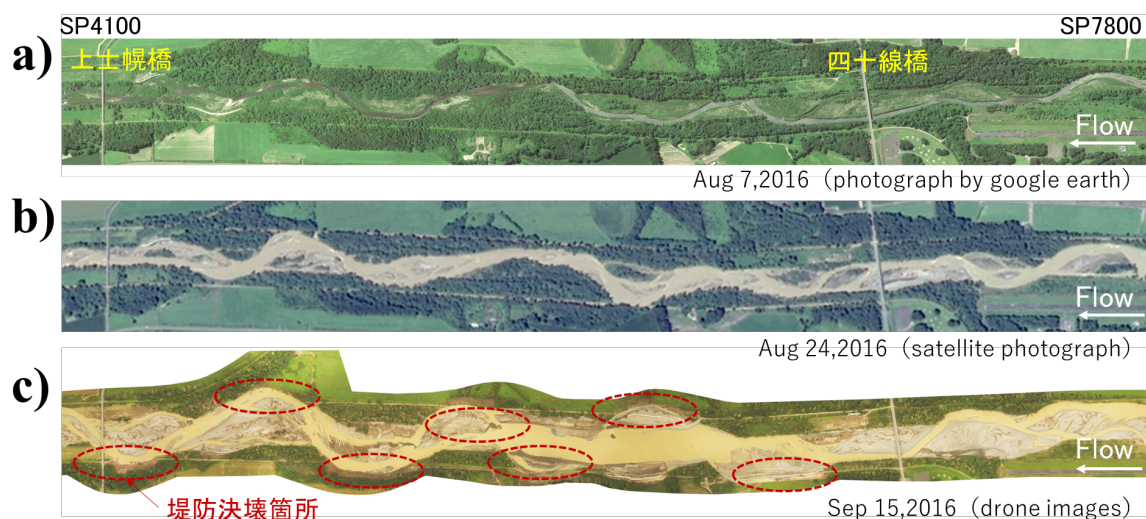 SP4100
SP7800
a)
上士幌橋
四十線橋
Flow
Aug 7,2016（photograph by google earth）
b)
Flow
Aug 24,2016（satellite photograph）
c)
Flow
堤防決壊箇所
Sep 15,2016（drone images）